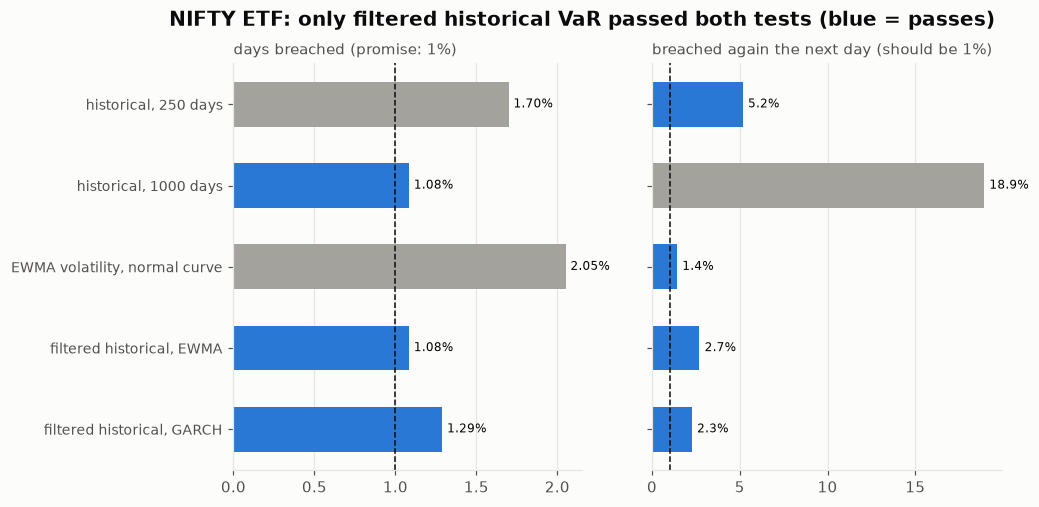 NIFTY ETF: only filtered historical VaR passed both tests (blue = passes)
days breached (promise: 1%)
breached again the next day (should be 1%)
historical, 250 days
1.70%
5.2%
historical, 1000 days
1.08%
18.9%
EWMA volatility, normal curve
2.05%
1.4%
filtered historical, EWMA
1.08%
2.7%
filtered historical, GARCH
1.29%
2.3%
0.0 0.5 1.0 1.5 2.0
0 5 10 15